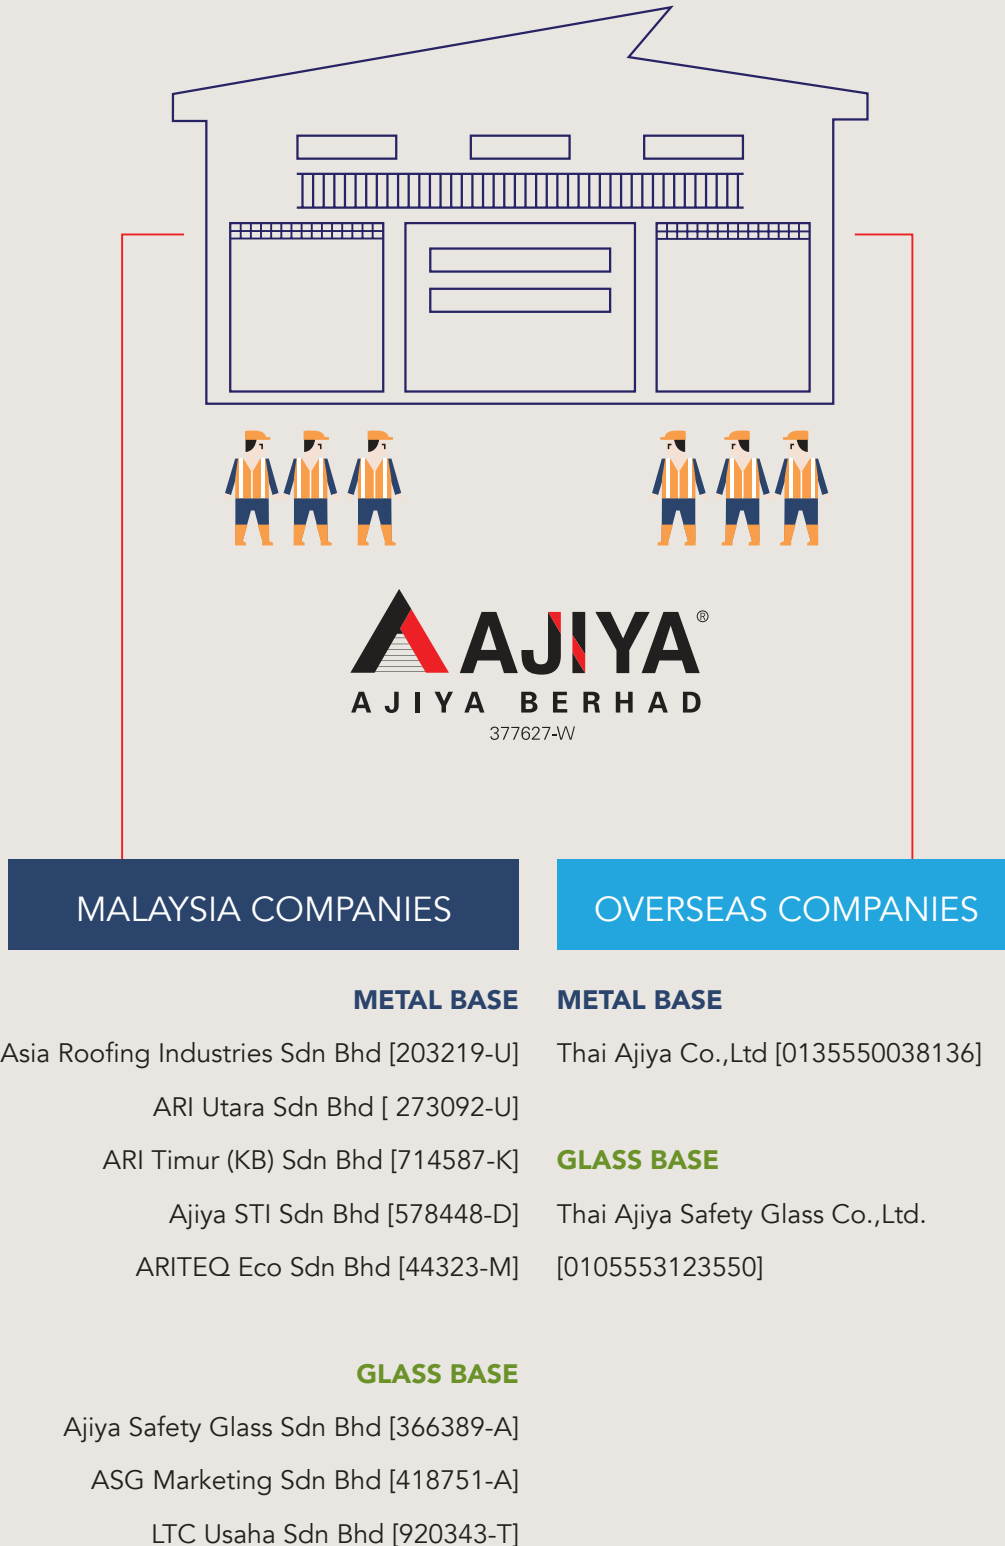 AJIYA®
AJIYA BERHAD
377627-W
MALAYSIA COMPANIES
METAL BASE
Asia Roofing Industries Sdn Bhd [203219-U]
ARI Utara Sdn Bhd [ 273092-U]
ARI Timur (KB) Sdn Bhd [714587-K]
Ajiya STI Sdn Bhd [578448-D]
ARITEQ Eco Sdn Bhd [44323-M]
GLASS BASE
Ajiya Safety Glass Sdn Bhd [366389-A]
ASG Marketing Sdn Bhd [418751-A]
LTC Usaha Sdn Bhd [920343-T]
OVERSEAS COMPANIES
METAL BASE
Thai Ajiya Co.,Ltd [0135550038136]
GLASS BASE
Thai Ajiya Safety Glass Co.,Ltd.
[0105553123550]